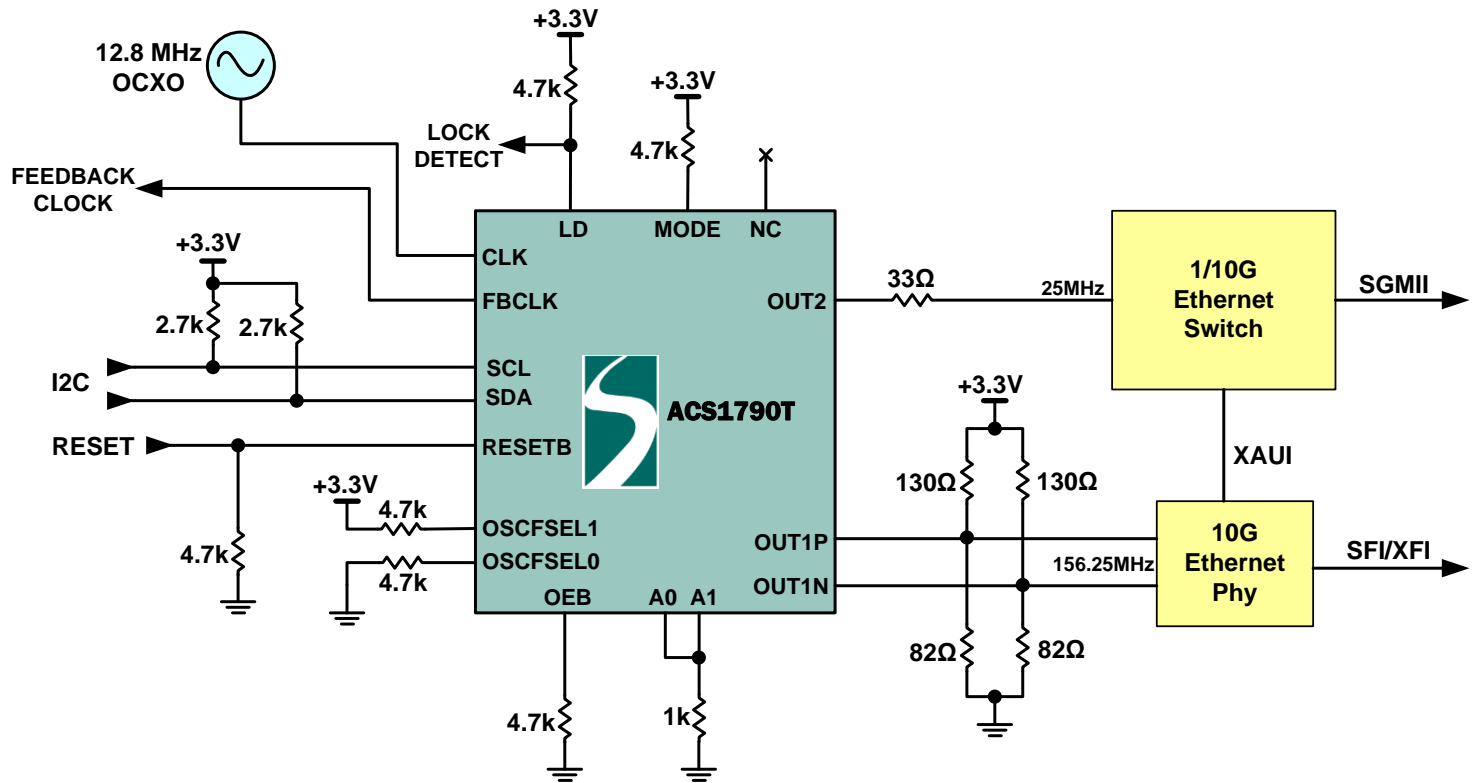 12.8 MHz
OCXO
+3.3V
4.7k
LOCK
DETECT
+3.3V
4.7k
FEEDBACK
CLOCK
+3.3V
2.7k
2.7k
I2C
RESET
4.7k
+3.3V
4.7k
4.7k
LD
MODE
NC
CLK
FBCLK
SCL
SDA
RESETB
OSCFSEL1
OSCFSEL0
OEB
A0
A1
ACS1790T
OUT2
OUT1P
OUT1N
4.7k
1k
33Ω
25MHz
1/10G
Ethernet
Switch
SGMII
+3.3V
130Ω
130Ω
XAUI
156.25MHz
10G
Ethernet
Phy
SFI/XFI
82Ω
82Ω